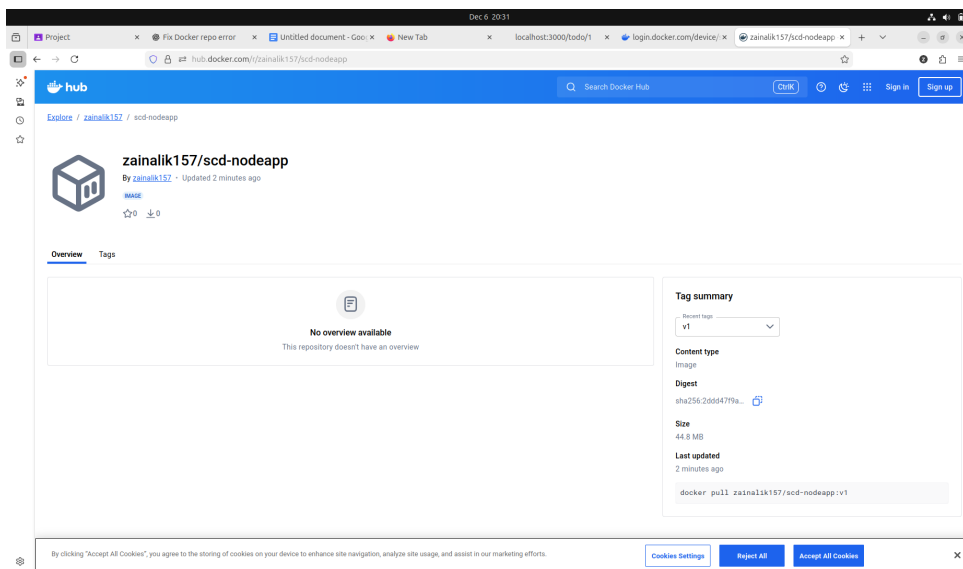 Dec 6 20:31
Project
Fix Docker repo error
Untitled document - Goo
New Tab
localhost:3000/todo/1
login.docker.com/device/
zainalik157/scd-nodeapp
hub.docker.com/r/zainalik157/scd-nodeapp
hub
Search Docker Hub
CtrlK
Sign in
Sign up
Explore / zainalik157 / scd-nodeapp
zainalik157/scd-nodeapp
By zainalik157 · Updated 2 minutes ago
IMAGE
0 0
Overview Tags
No overview available
This repository doesn't have an overview
Tag summary
Recent tags
v1
Content type
Image
Digest
sha256:2ddd47f9a...
Size
44.8 MB
Last updated
2 minutes ago
docker pull zainalik157/scd-nodeapp:v1
By clicking "Accept All Cookies", you agree to the storing of cookies on your device to enhance site navigation, analyze site usage, and assist in our marketing efforts.
Cookies Settings
Reject All
Accept All Cookies